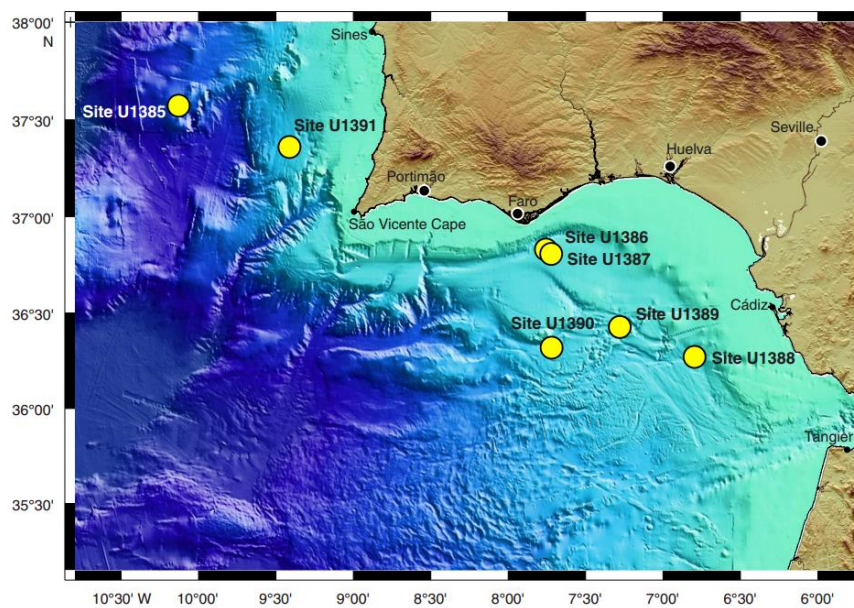 38°00'
N
Sines
37°30'
Site U1385
Site U1391
Seville
Huelva
Portimão
Faro
37°00'
São Vicente Cape
Site U1386
Site U1387
36°30'
Cádiz
Site U1389
Site U1390
Site U1388
36°00'
Tangier
35°30'
10°30' W 10°00' 9°30' 9°00' 8°30' 8°00' 7°30' 7°00' 6°30' 6°00'